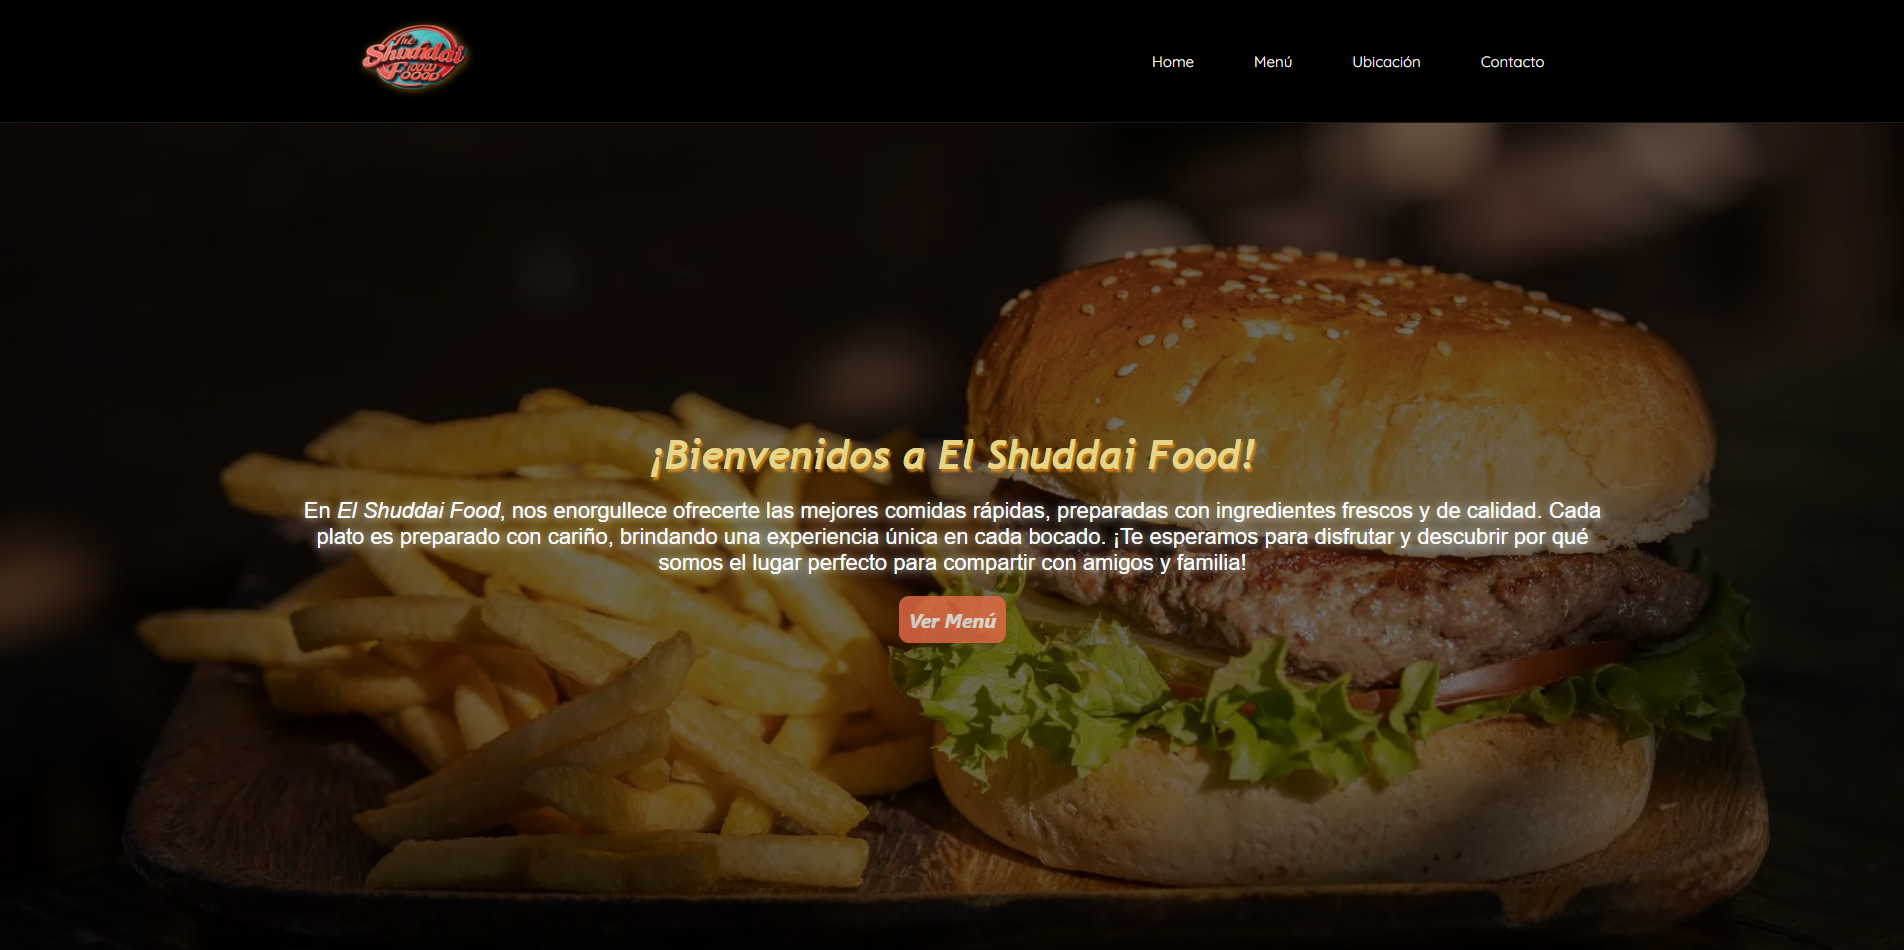 The
Shuddai
Food
Home
Menú
Ubicación
Contacto
¡Bienvenidos a El Shuddai Food!
En El Shuddai Food, nos enorgullece ofrecerte las mejores comidas rápidas, preparadas con ingredientes frescos y de calidad. Cada
plato es preparado con cariño, brindando una experiencia única en cada bocado. ¡Te esperamos para disfrutar y descubrir por qué
somos el lugar perfecto para compartir con amigos y familia!
Ver Menú